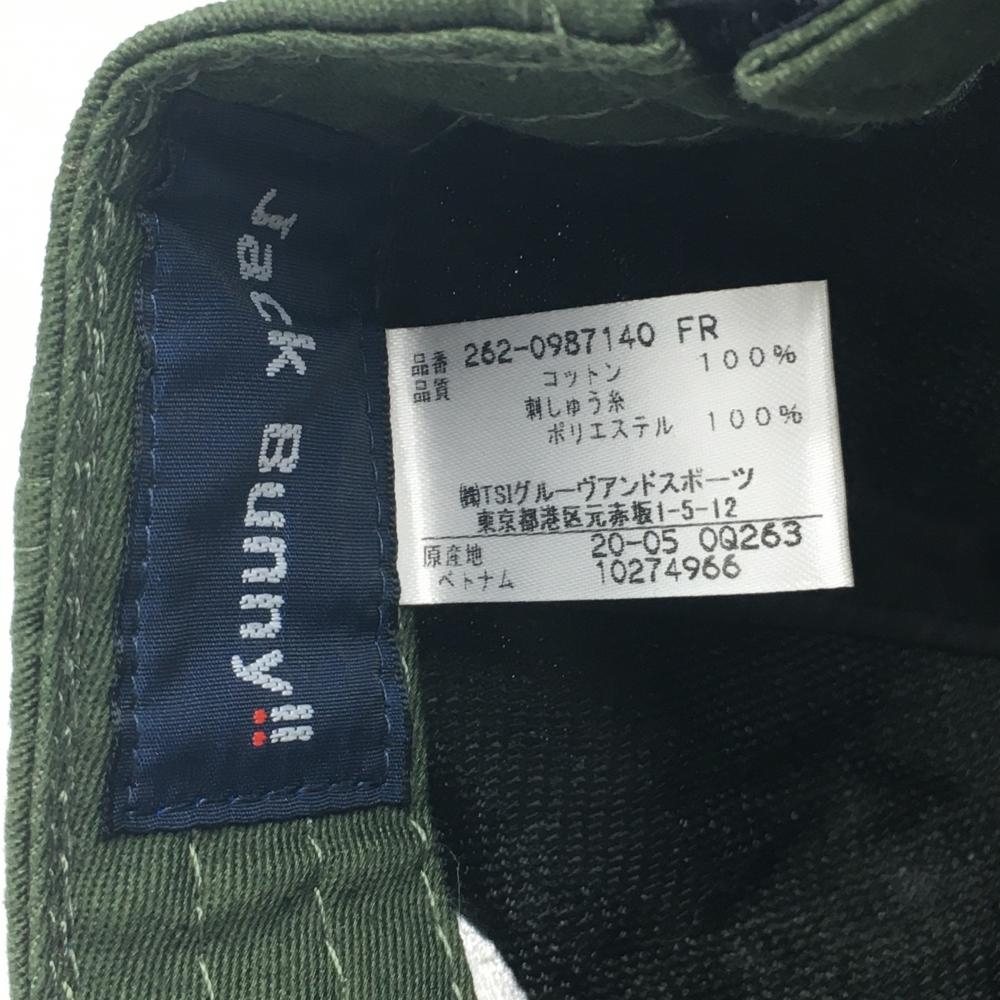 Jack Bunny!!
品番 262-0987140 FR
品質 コットン 100%
刺しゅう糸
ポリエステル 100%
㈱TSIグルーヴアンドスポーツ
東京都港区元赤坂1-5-12
原産地 20-05 0Q263
ベトナム 10274966